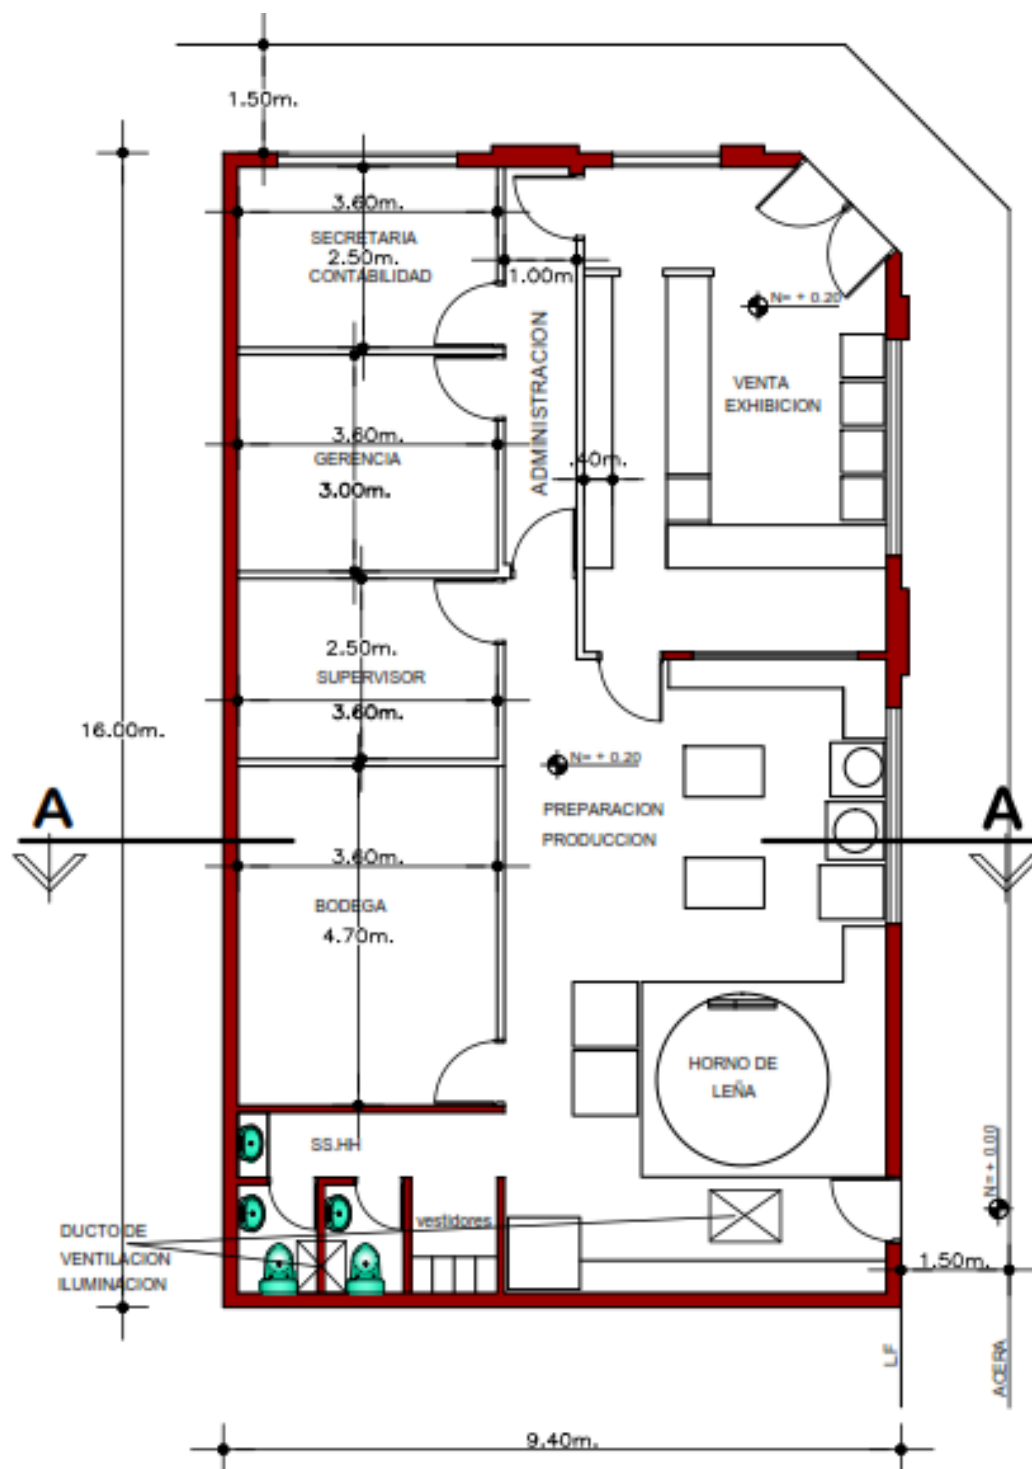 1.50m.
3.60m.
SECRETARIA
2.50m.
CONTABILIDAD
1.00m
N= + 0.20
ADMINISTRACION
VENTA
EXHIBICION
3.60m.
GERENCIA
.40m.
3.00m.
2.50m.
SUPERVISOR
3.60m.
16.00m.
N= + 0.20
A
A
PREPARACION
PRODUCCION
3.60m.
BODEGA
4.70m.
HORNO DE
LEÑA
SS.HH
N= + 0.00
vestidores
DUCTO DE
VENTILACION
ILUMINACION
1.50m.
L.F
ACERA
9.40m.